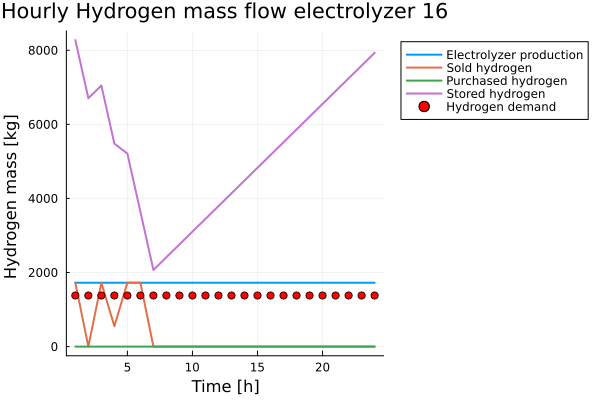 Hourly Hydrogen mass flow electrolyzer 16
Electrolyzer production
Sold hydrogen
Purchased hydrogen
Stored hydrogen
Hydrogen demand
Hydrogen mass [kg]
8000
6000
4000
2000
0
5
10
15
20
Time [h]